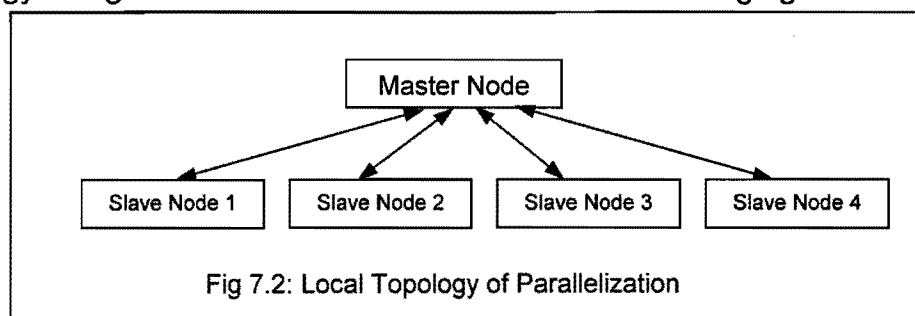 Master Node
Slave Node 1 Slave Node 2 Slave Node 3 Slave Node 4
Fig 7.2: Local Topology of Parallelization